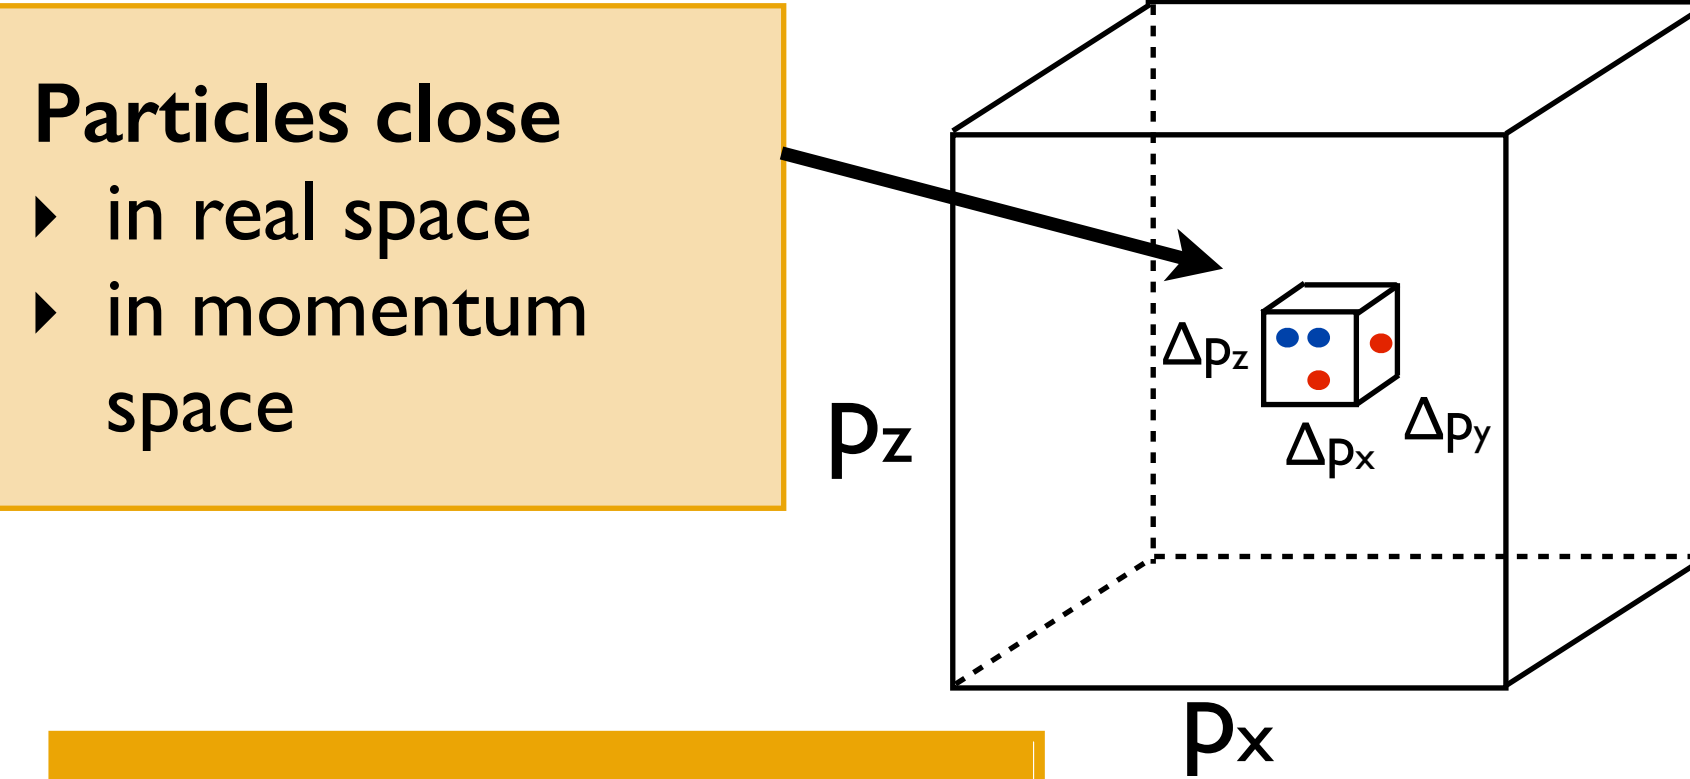 Particles close
▸ in real space
▸ in momentum
space
Δpz
Δpy
Δpx
pz
px